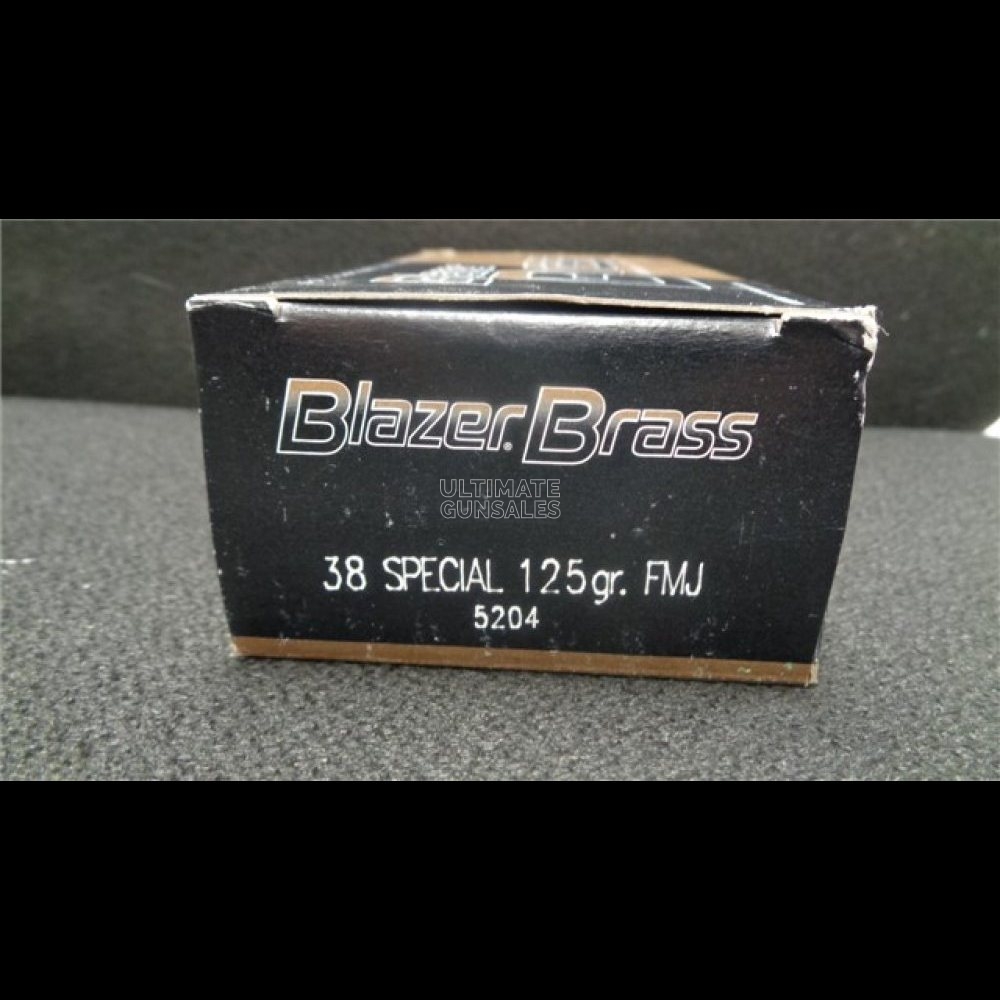 Blazer® Brass
ULTIMATE
GUNSALES
38 SPECIAL 125gr. FMJ
5204